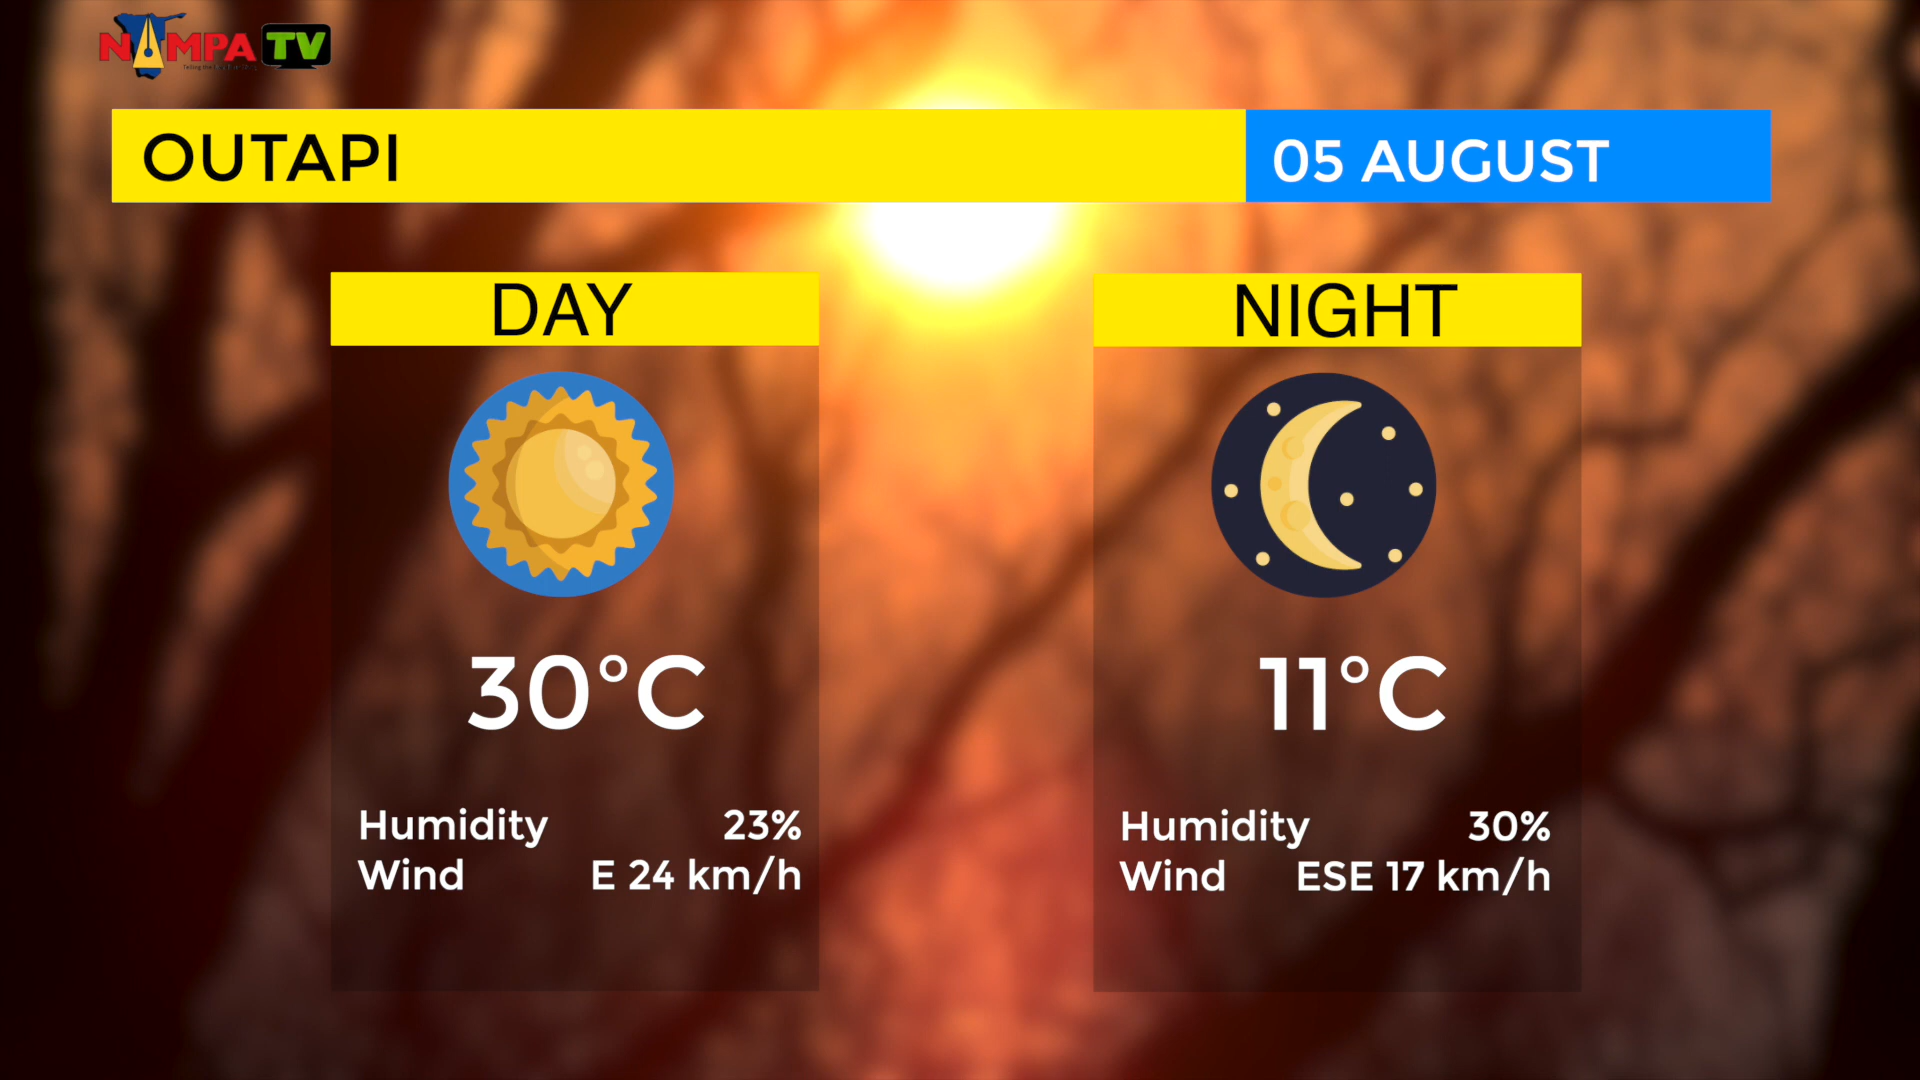 NAMPA TV
OUTAPI
05 AUGUST
DAY
NIGHT
30°C
11°C
Humidity 23%
Wind E 24 km/h
Humidity 30%
Wind ESE 17 km/h